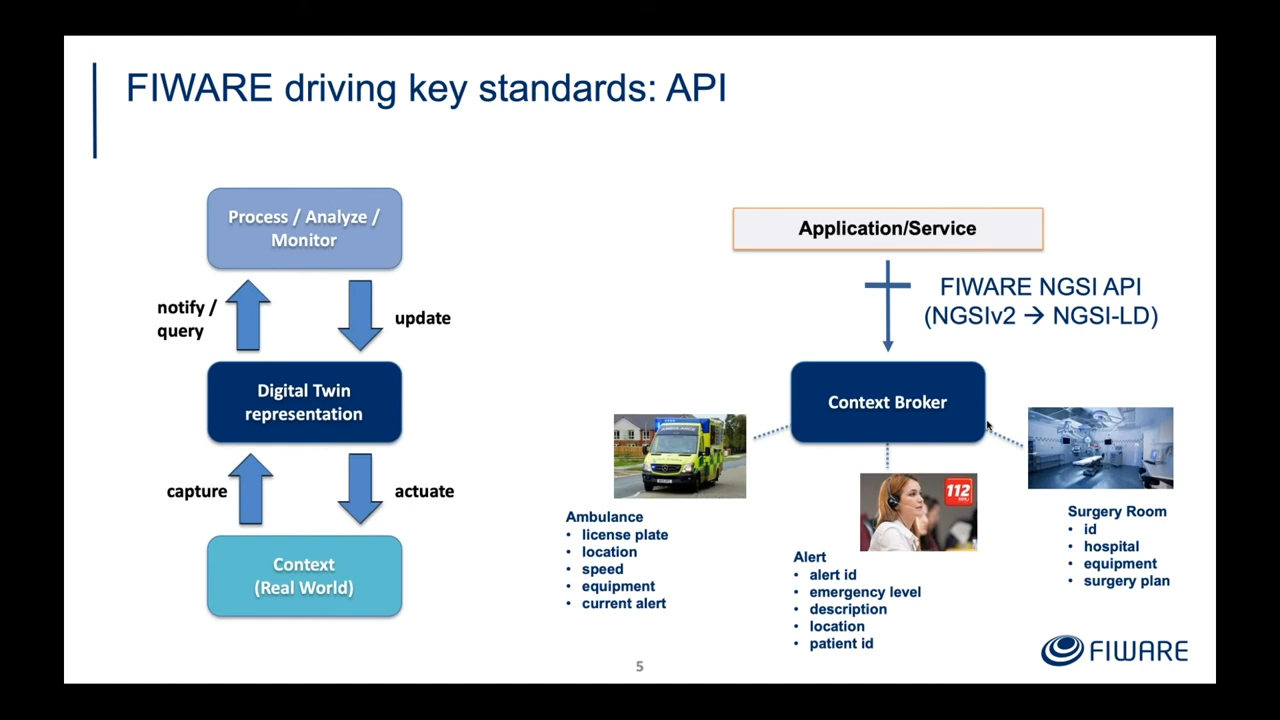 FIWARE driving key standards: API
Process / Analyze /
Monitor
notify /
query
update
Digital Twin
representation
capture
actuate
Context
(Real World)
Application/Service
FIWARE NGSI API
(NGSIv2 → NGSI-LD)
Context Broker
Ambulance
• license plate
• location
• speed
• equipment
• current alert
112
Alert
• alert id
• emergency level
• description
• location
• patient id
Surgery Room
• id
• hospital
• equipment
• surgery plan
5
FIWARE